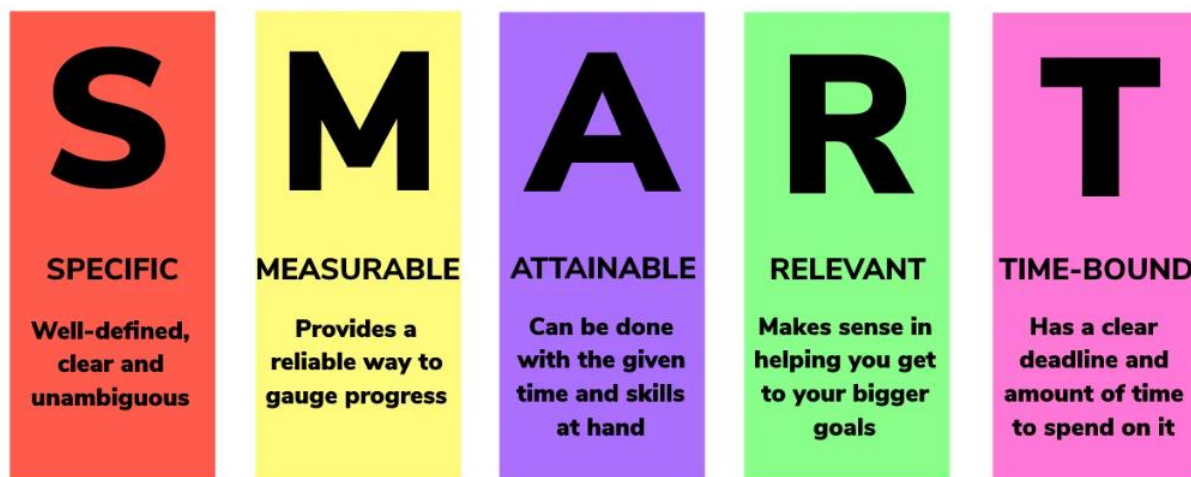 S
SPECIFIC
Well-defined,
clear and
unambiguous
M
MEASURABLE
Provides a
reliable way to
gauge progress
A
ATTAINABLE
Can be done
with the given
time and skills
at hand
R
RELEVANT
Makes sense in
helping you get
to your bigger
goals
T
TIME-BOUND
Has a clear
deadline and
amount of time
to spend on it